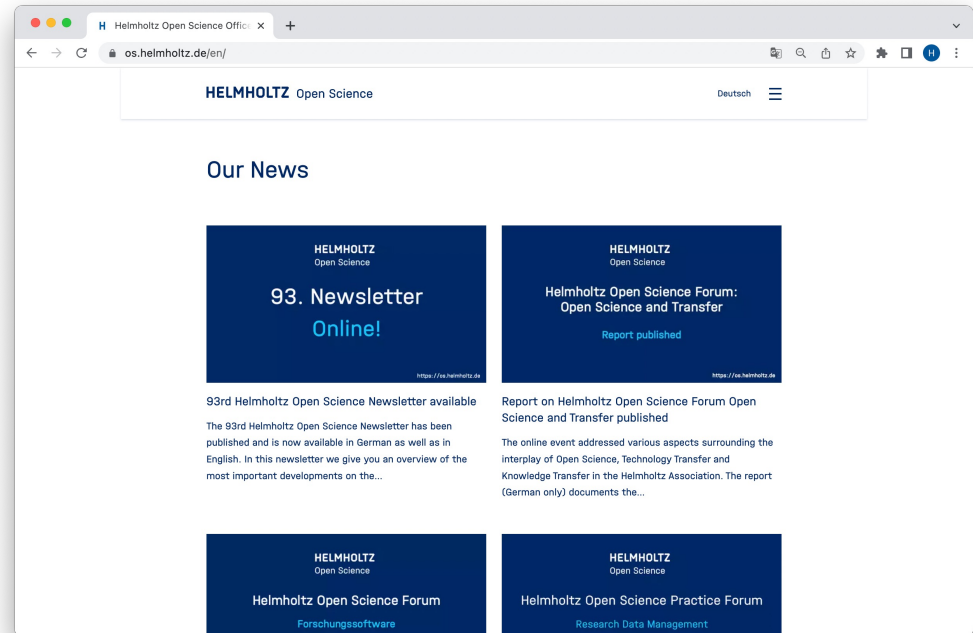 H Helmholtz Open Science Office
os.helmholtz.de/en/
H
HELMHOLTZ Open Science
Deutsch
Our News
HELMHOLTZ
Open Science
93. Newsletter
Online!
https://os.helmholtz.de
HELMHOLTZ
Open Science
Helmholtz Open Science Forum:
Open Science and Transfer
Report published
https://os.helmholtz.de
93rd Helmholtz Open Science Newsletter available
The 93rd Helmholtz Open Science Newsletter has been
published and is now available in German as well as in
English. In this newsletter we give you an overview of the
most important developments on the...
Report on Helmholtz Open Science Forum Open
Science and Transfer published
The online event addressed various aspects surrounding the
interplay of Open Science, Technology Transfer and
Knowledge Transfer in the Helmholtz Association. The report
(German only) documents the...
HELMHOLTZ
Open Science
Helmholtz Open Science Forum
Forschungssoftware
HELMHOLTZ
Open Science
Helmholtz Open Science Practice Forum
Research Data Management